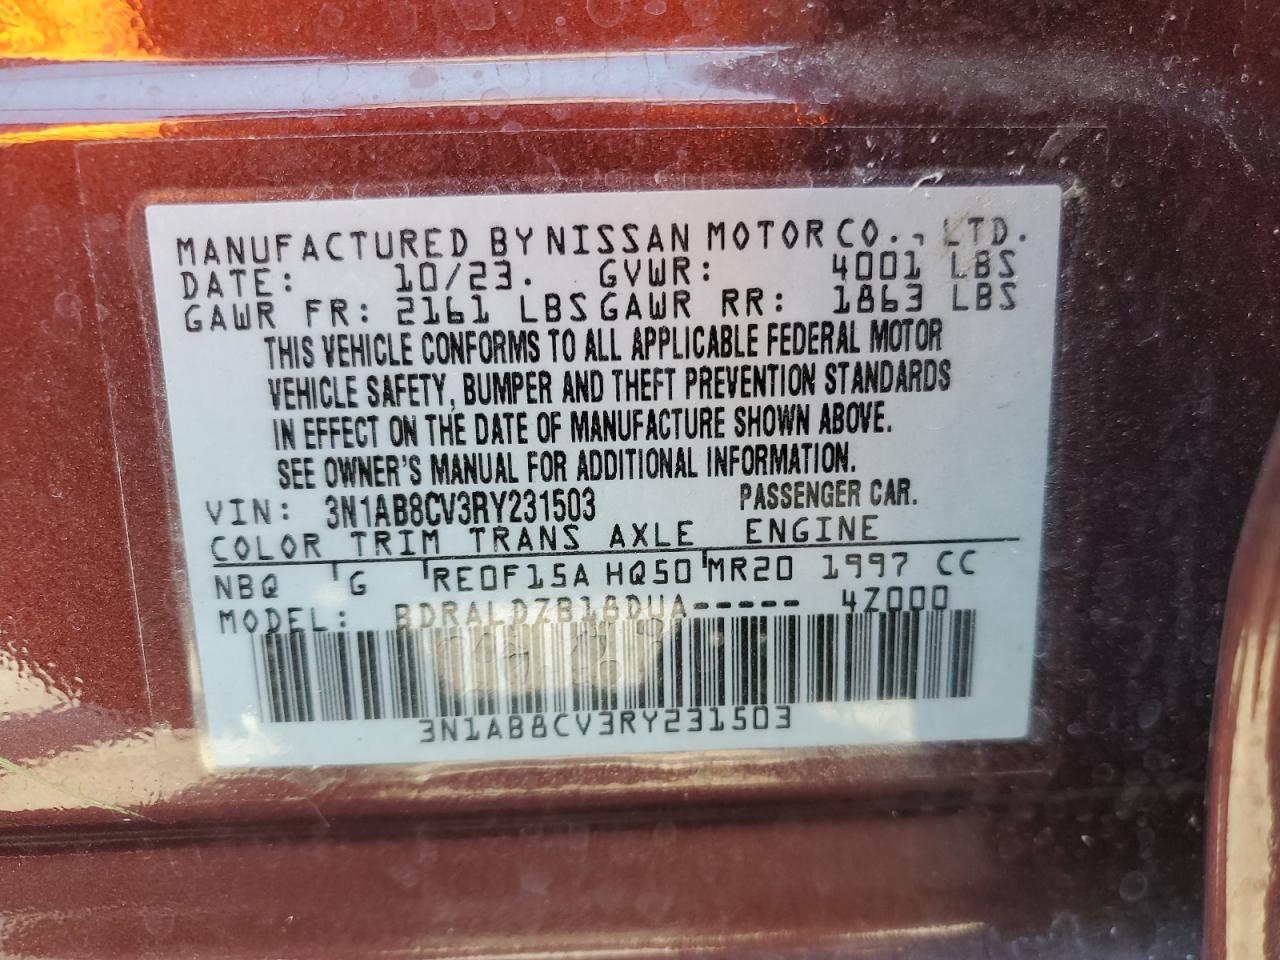 MANUFACTURED BY NISSAN MOTOR CO., LTD.
DATE: 10/23. GVWR: 4001 LBS
GAWR FR: 2161 LBS GAWR RR: 1863 LBS
THIS VEHICLE CONFORMS TO ALL APPLICABLE FEDERAL MOTOR
VEHICLE SAFETY, BUMPER AND THEFT PREVENTION STANDARDS
IN EFFECT ON THE DATE OF MANUFACTURE SHOWN ABOVE.
SEE OWNER'S MANUAL FOR ADDITIONAL INFORMATION.
VIN: 3N1AB8CV3RY231503 PASSENGER CAR.
COLOR TRIM TRANS AXLE ENGINE
NBQ G RE0F15A HQ50 MR20 1997 CC
MODEL: BDRALDZB18DUA----- 4Z000
3N1AB8CV3RY231503